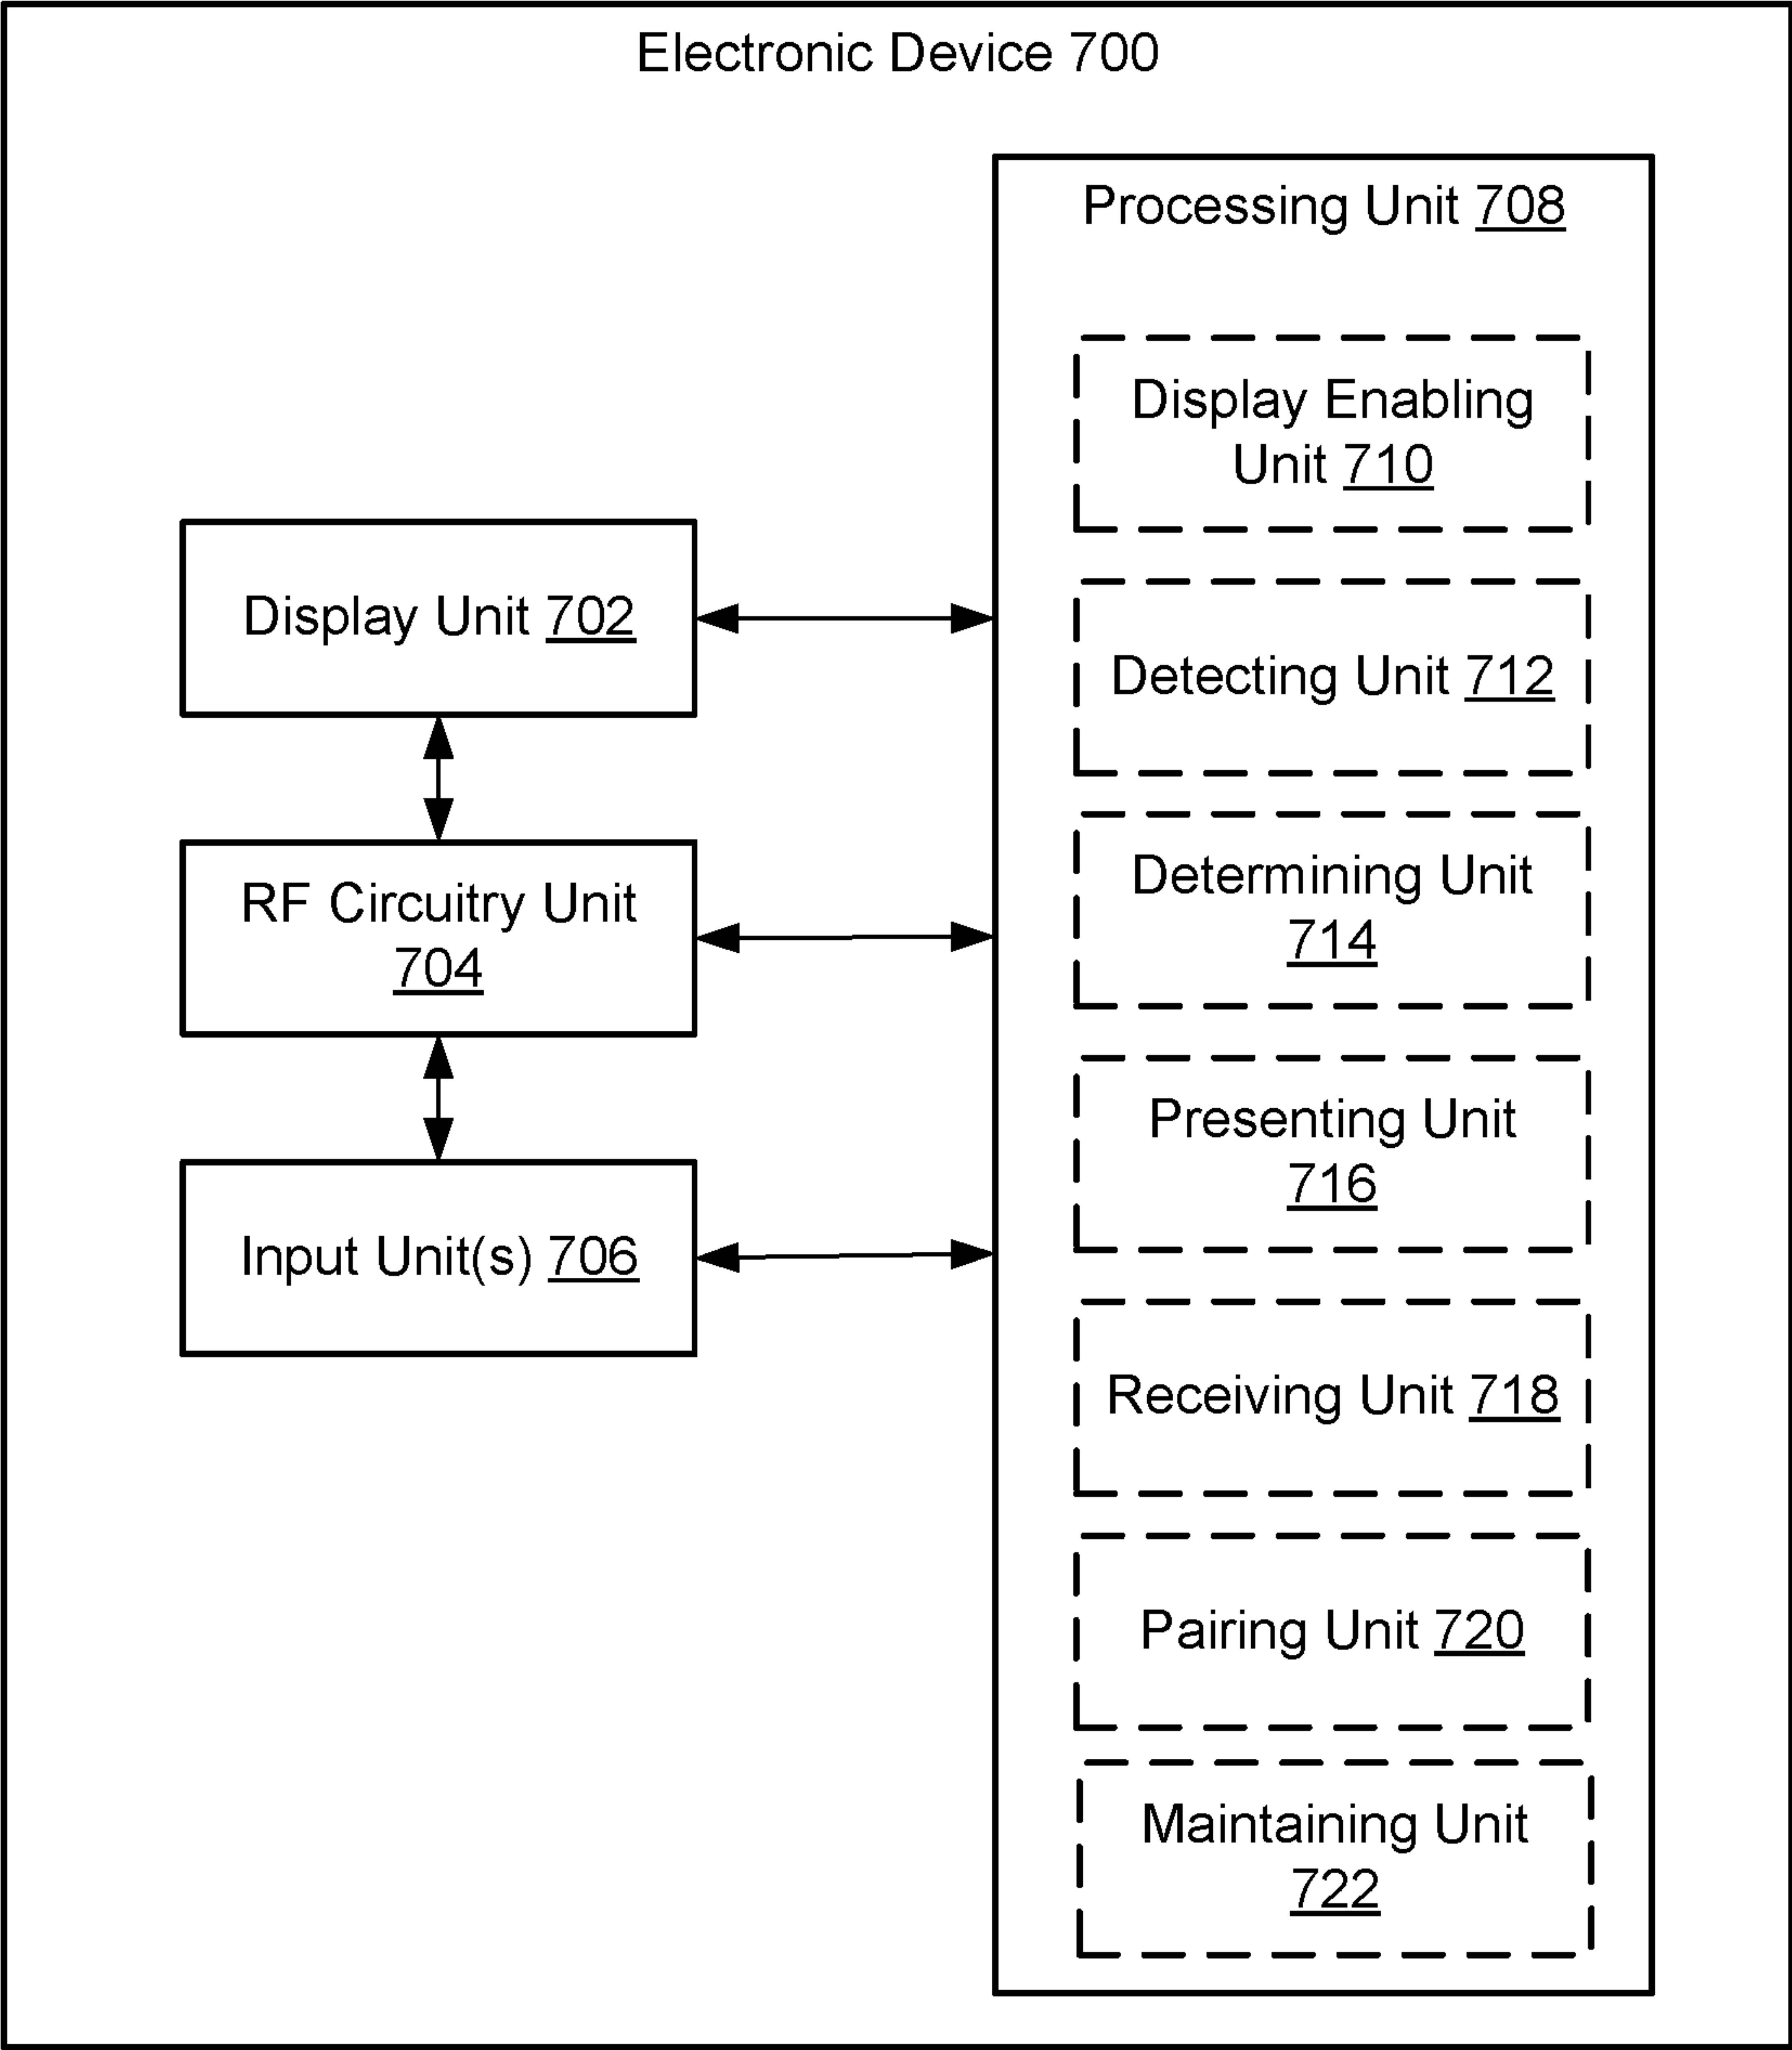 Electronic Device 700
Display Unit 702
RF Circuitry Unit
704
Input Unit(s) 706
Processing Unit 708
Display Enabling
Unit 710
Detecting Unit 712
Determining Unit
714
Presenting Unit
716
Receiving Unit 718
Pairing Unit 720
Maintaining Unit
722